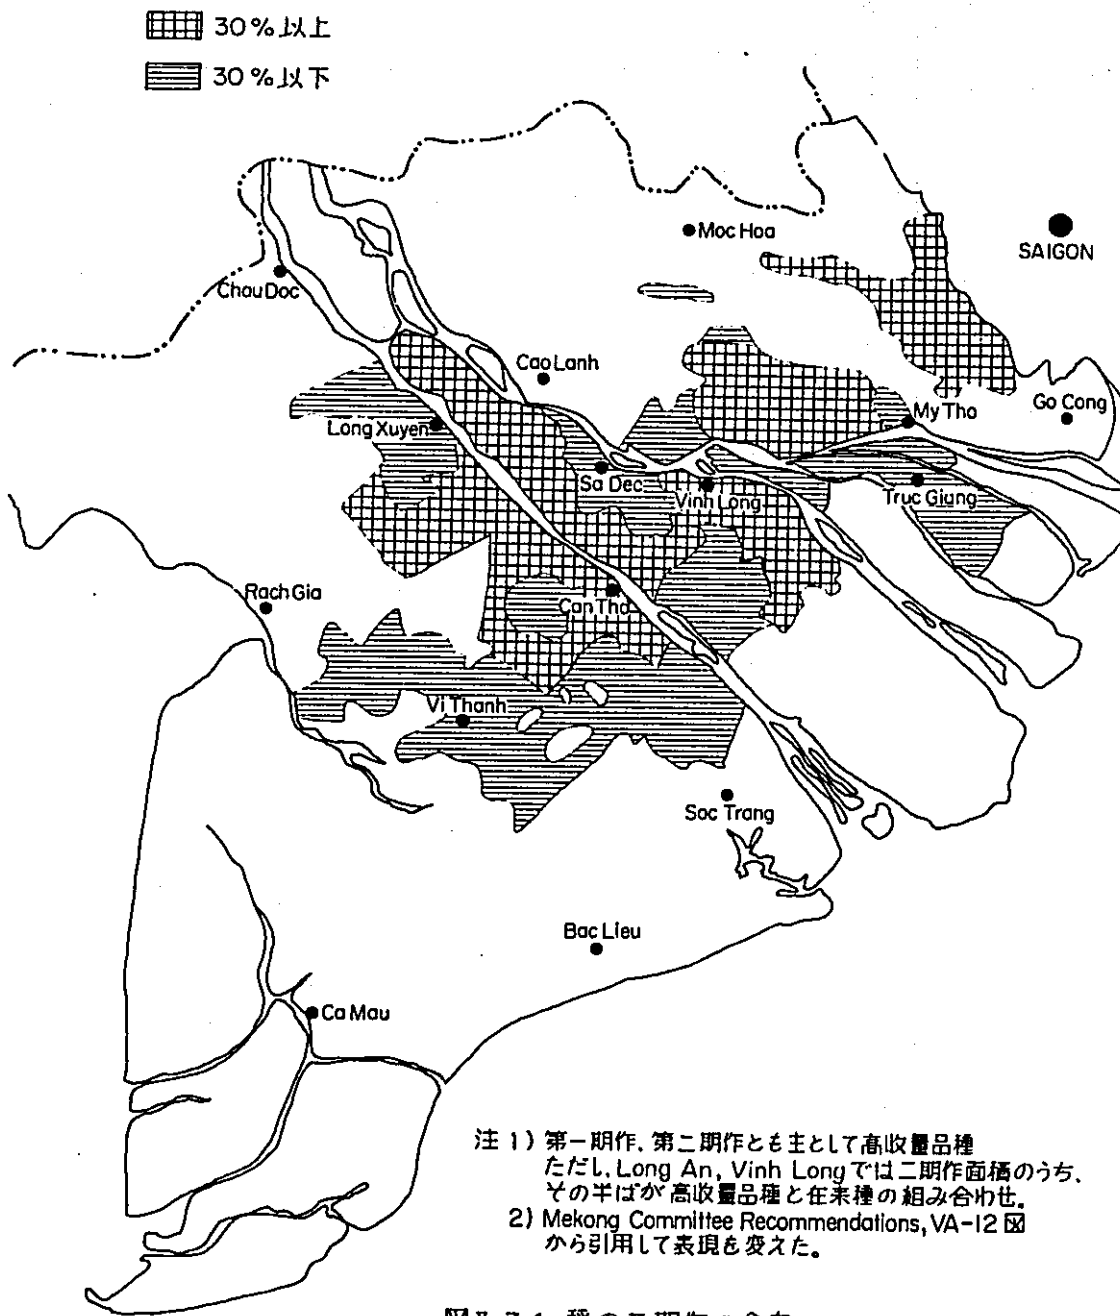 30%以上
30%以下
Moc Hoa
SAIGON
Chau Doc
Cao Lanh
Go Cong
My Tho
Long Xuyen
Sa Dec
Vinh Long
Truc Giang
Rach Gia
Can Tho
Vi Thanh
Soc Trang
Bac Lieu
Ca Mau
注 1) 第一期作、第二期作とも主として高収量品種
ただし、Long An, Vinh Longでは二期作面積のうち、
その半ばが高収量品種と在来種の組み合わせ。
2) Mekong Committee Recommendations, VA-12 図
から引用して表現を変えた。